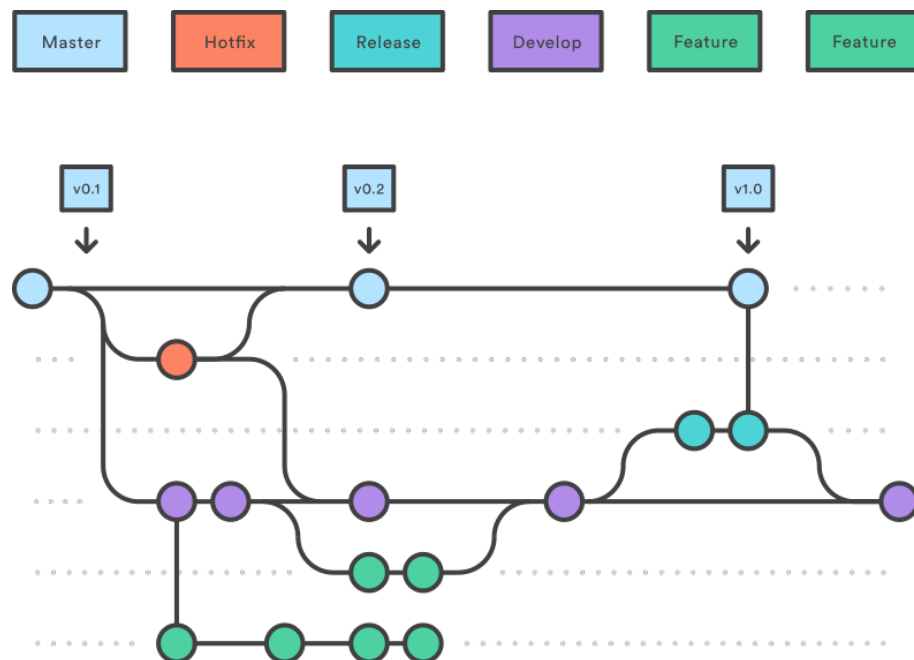 Master
Hotfix
Release
Develop
Feature
Feature
v0.1
v0.2
v1.0